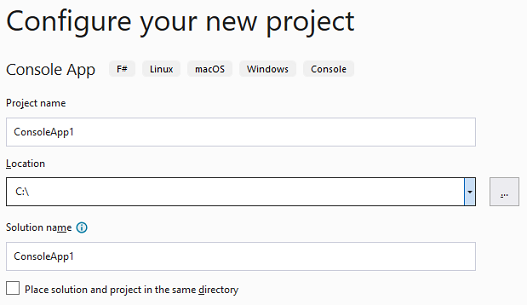 Configure your new project
Console App F# Linux macOS Windows Console
Project name
ConsoleApp1
Location
C:\
...
Solution name
ConsoleApp1
Place solution and project in the same directory